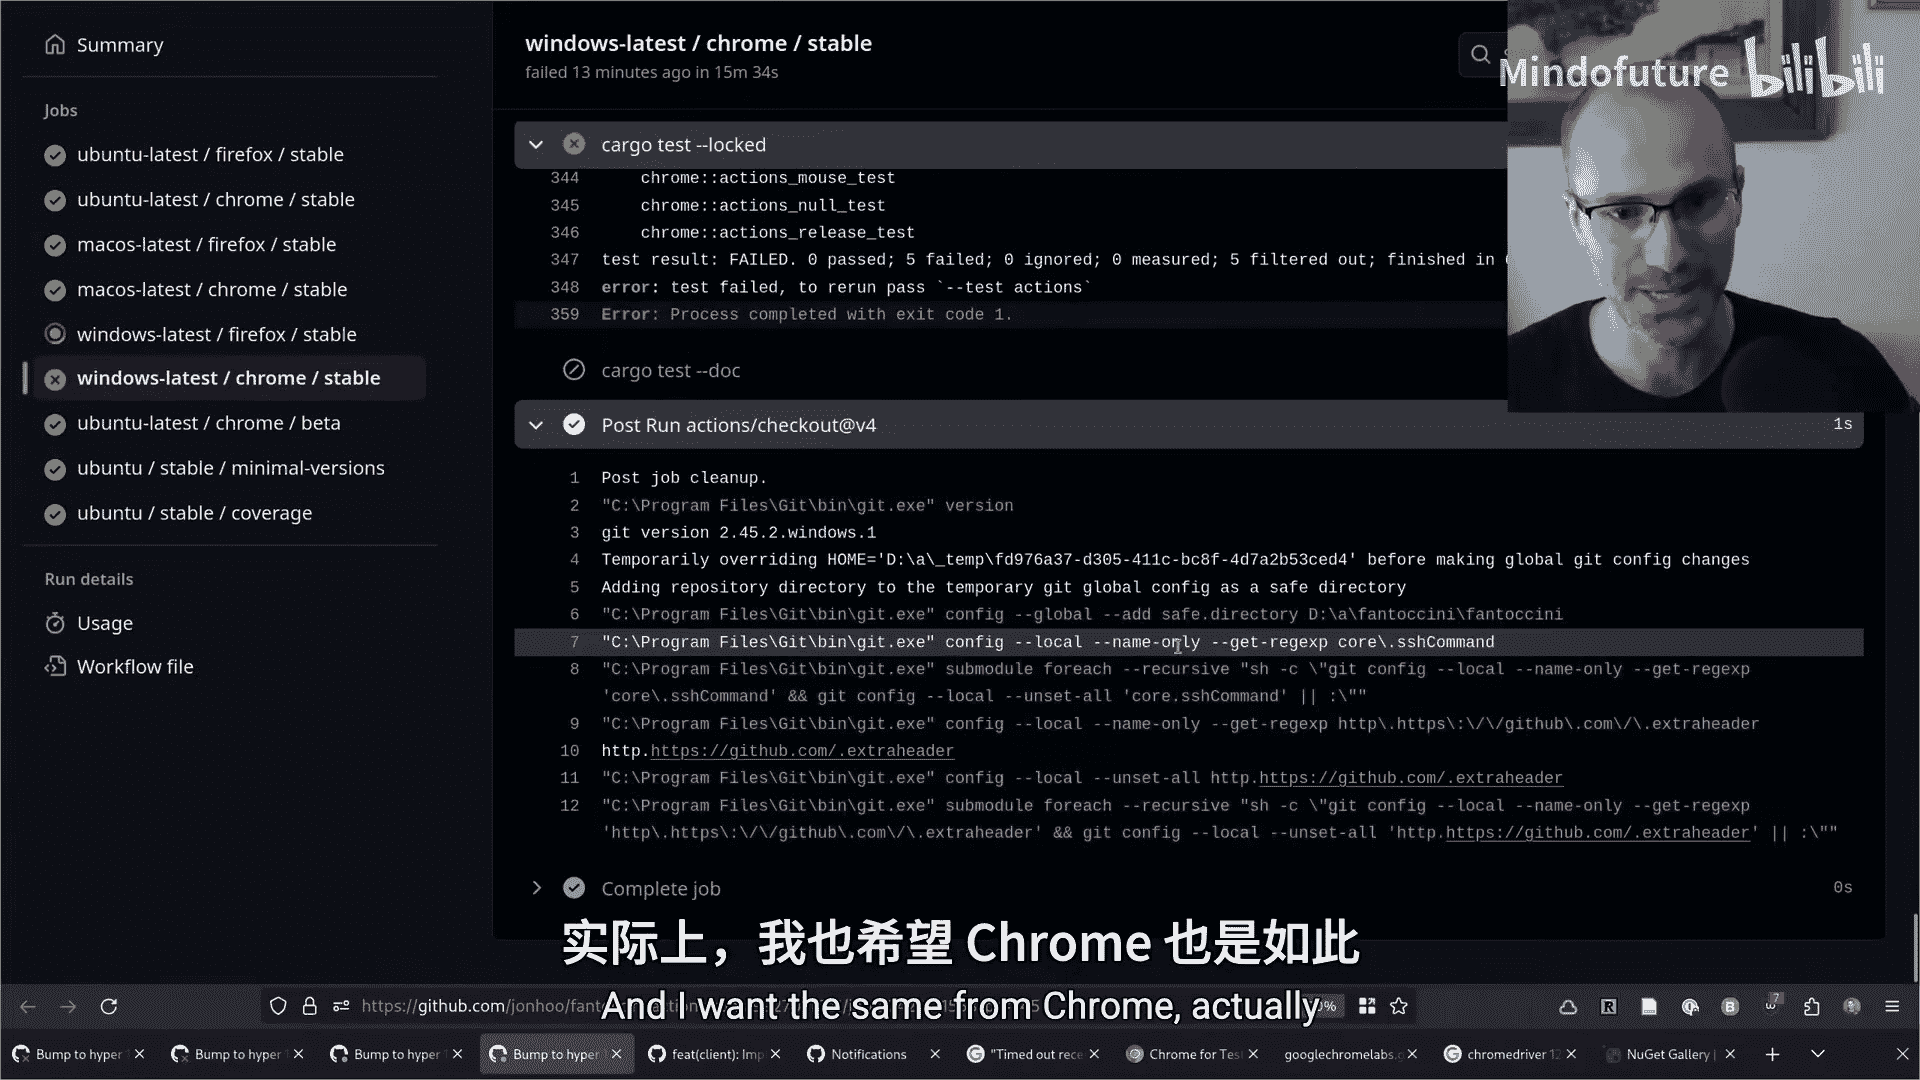 Summary
Jobs
ubuntu-latest / firefox / stable
ubuntu-latest / chrome / stable
macos-latest / firefox / stable
macos-latest / chrome / stable
windows-latest / firefox / stable
windows-latest / chrome / stable
ubuntu-latest / chrome / beta
ubuntu / stable / minimal-versions
ubuntu / stable / coverage
Run details
Usage
Workflow file
windows-latest / chrome / stable
failed 13 minutes ago in 15m 34s
Mindofuture bilibili
cargo test --locked
344 chrome::actions_mouse_test
345 chrome::actions_null_test
346 chrome::actions_release_test
347 test result: FAILED. 0 passed; 5 failed; 0 ignored; 0 measured; 5 filtered out; finished in
348 error: test failed, to rerun pass `--test actions`
359 Error: Process completed with exit code 1.
cargo test --doc
Post Run actions/checkout@v4 1s
1 Post job cleanup.
2 "C:\Program Files\Git\bin\git.exe" version
3 git version 2.45.2.windows.1
4 Temporarily overriding HOME='D:\a\_temp\fd976a37-d305-411c-bc8f-4d7a2b53ced4' before making global git config changes
5 Adding repository directory to the temporary git global config as a safe directory
6 "C:\Program Files\Git\bin\git.exe" config --global --add safe.directory D:\a\fantoccini\fantoccini
7 "C:\Program Files\Git\bin\git.exe" config --local --name-only --get-regexp core\.sshCommand
8 "C:\Program Files\Git\bin\git.exe" submodule foreach --recursive "sh -c \"git config --local --name-only --get-regexp
'core\.sshCommand' && git config --local --unset-all 'core.sshCommand' || :\""
9 "C:\Program Files\Git\bin\git.exe" config --local --name-only --get-regexp http\.https\:\/\/github\.com\/\.extraheader
10 http.https://github.com/.extraheader
11 "C:\Program Files\Git\bin\git.exe" config --local --unset-all http.https://github.com/.extraheader
12 "C:\Program Files\Git\bin\git.exe" submodule foreach --recursive "sh -c \"git config --local --name-only --get-regexp
'http\.https\:\/\/github\.com\/\.extraheader' && git config --local --unset-all 'http.https://github.com/.extraheader' || :\""
Complete job 0s
实际上，我也希望 Chrome 也是如此
https://github.com/jonhoo/fant
And I want the same from Chrome, actually
Bump to hyper
Bump to hyper
Bump to hyper
Bump to hyper
feat(client): Imp
Notifications
"Timed out rece
Chrome for Tes
googlechromelabs.
chromedriver 12
NuGet Gallery |